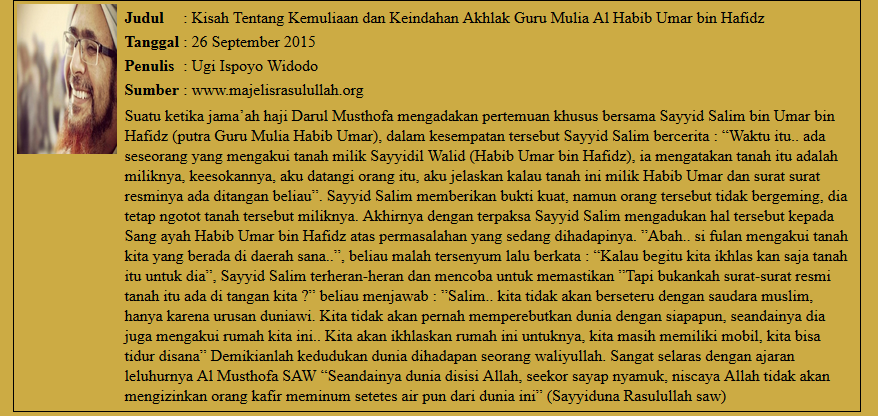 Judul : Kisah Tentang Kemuliaan dan Keindahan Akhlak Guru Mulia Al Habib Umar bin Hafidz
Tanggal : 26 September 2015
Penulis : Ugi Ispoyo Widodo
Sumber : www.majelisrasulullah.org
Suatu ketika jama’ah haji Darul Musthofa mengadakan pertemuan khusus bersama Sayyid Salim bin Umar bin
Hafidz (putra Guru Mulia Habib Umar), dalam kesempatan tersebut Sayyid Salim bercerita : “Waktu itu.. ada
seseorang yang mengakui tanah milik Sayyidil Walid (Habib Umar bin Hafidz), ia mengatakan tanah itu adalah
miliknya, keesokannya, aku datangi orang itu, aku jelaskan kalau tanah ini milik Habib Umar dan surat surat
resminya ada ditangan beliau”. Sayyid Salim memberikan bukti kuat, namun orang tersebut tidak bergeming, dia
tetap ngotot tanah tersebut miliknya. Akhirnya dengan terpaksa Sayyid Salim mengadukan hal tersebut kepada
Sang ayah Habib Umar bin Hafidz atas permasalahan yang sedang dihadapinya. ”Abah.. si fulan mengakui tanah
kita yang berada di daerah sana..”, beliau malah tersenyum lalu berkata : “Kalau begitu kita ikhlas kan saja tanah
itu untuk dia”, Sayyid Salim terheran-heran dan mencoba untuk memastikan ”Tapi bukankah surat-surat resmi
tanah itu ada di tangan kita ?” beliau menjawab : ”Salim.. kita tidak akan berseteru dengan saudara muslim,
hanya karena urusan duniawi. Kita tidak akan pernah memperebutkan dunia dengan siapapun, seandainya dia
juga mengakui rumah kita ini.. Kita akan ikhlaskan rumah ini untuknya, kita masih memiliki mobil, kita bisa
tidur disana” Demikianlah kedudukan dunia dihadapan seorang waliyullah. Sangat selaras dengan ajaran
leluhurnya Al Musthofa SAW “Seandainya dunia disisi Allah, seekor sayap nyamuk, niscaya Allah tidak akan
mengizinkan orang kafir meminum setetes air pun dari dunia ini” (Sayyiduna Rasulullah saw)